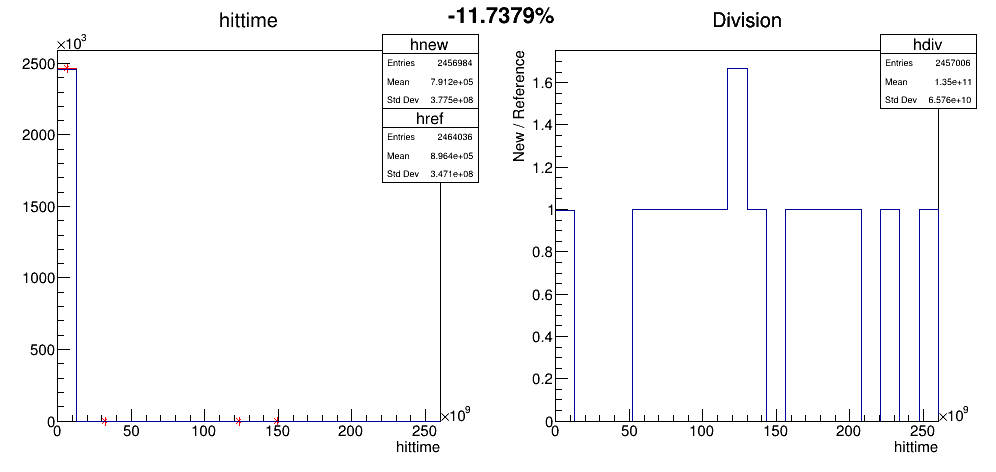 -11.7379%
hittime
×10³
2500
2000
1500
1000
500
0
0 50 100 150 200 250
×10⁹
hittime
hnew
Entries 2456984
Mean 7.912e+05
Std Dev 3.775e+08
href
Entries 2464036
Mean 8.964e+05
Std Dev 3.471e+08
Division
New / Reference
1.6
1.4
1.2
1
0.8
0.6
0.4
0.2
0
0 50 100 150 200 250
×10⁹
hittime
hdiv
Entries 2457006
Mean 1.35e+11
Std Dev 6.576e+10